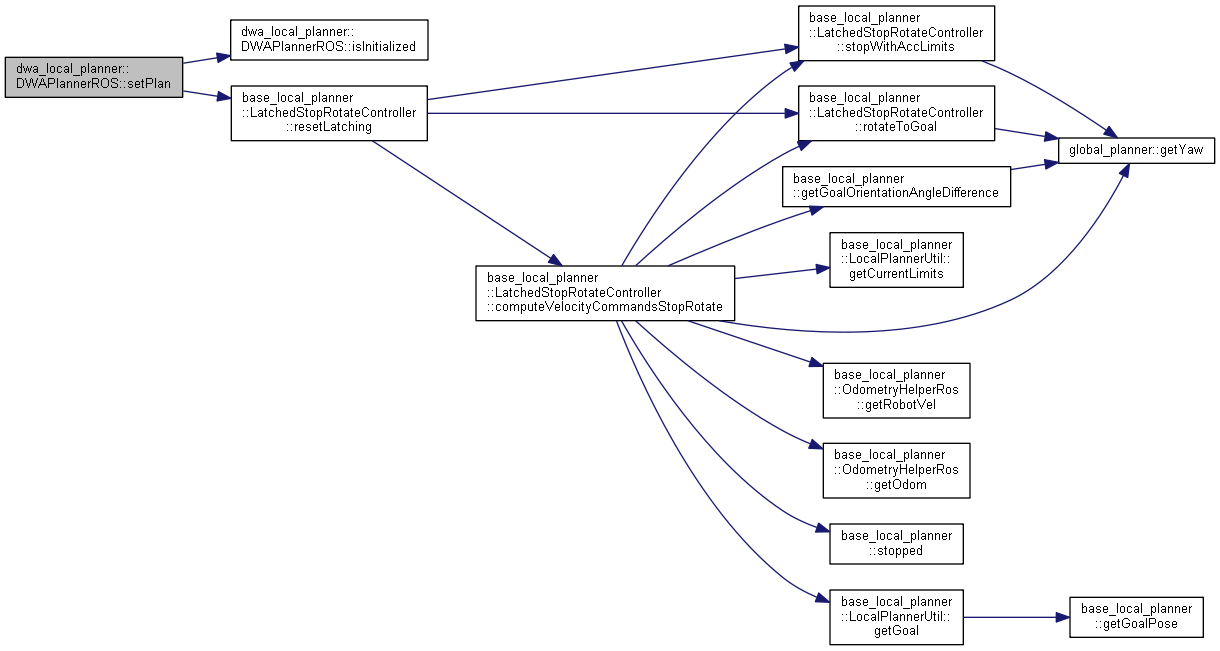 dwa_local_planner::
DWAPlannerROS::setPlan
dwa_local_planner::
DWAPlannerROS::isInitialized
base_local_planner
::LatchedStopRotateController
::resetLatching
base_local_planner
::LatchedStopRotateController
::computeVelocityCommandsStopRotate
base_local_planner
::LatchedStopRotateController
::stopWithAccLimits
base_local_planner
::LatchedStopRotateController
::rotateToGoal
base_local_planner
::getGoalOrientationAngleDifference
base_local_planner
::LocalPlannerUtil::
getCurrentLimits
base_local_planner
::OdometryHelperRos
::getRobotVel
base_local_planner
::OdometryHelperRos
::getOdom
base_local_planner
::stopped
base_local_planner
::LocalPlannerUtil::
getGoal
global_planner::getYaw
base_local_planner
::getGoalPose